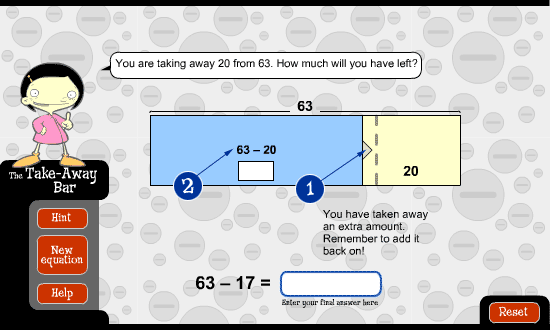 You are taking away 20 from 63. How much will you have left?
63
63 – 20
20
2
1
The Take-Away
Bar
You have taken away
an extra amount.
Remember to add it
back on!
Hint
New
equation
Help
63 – 17 =
Enter your final answer here
Reset